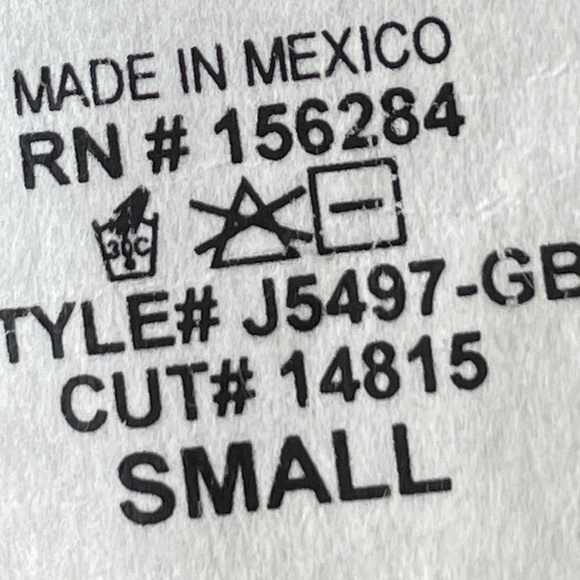 MADE IN MEXICO
RN # 156284
30C
TYLE# J5497-GB
CUT# 14815
SMALL